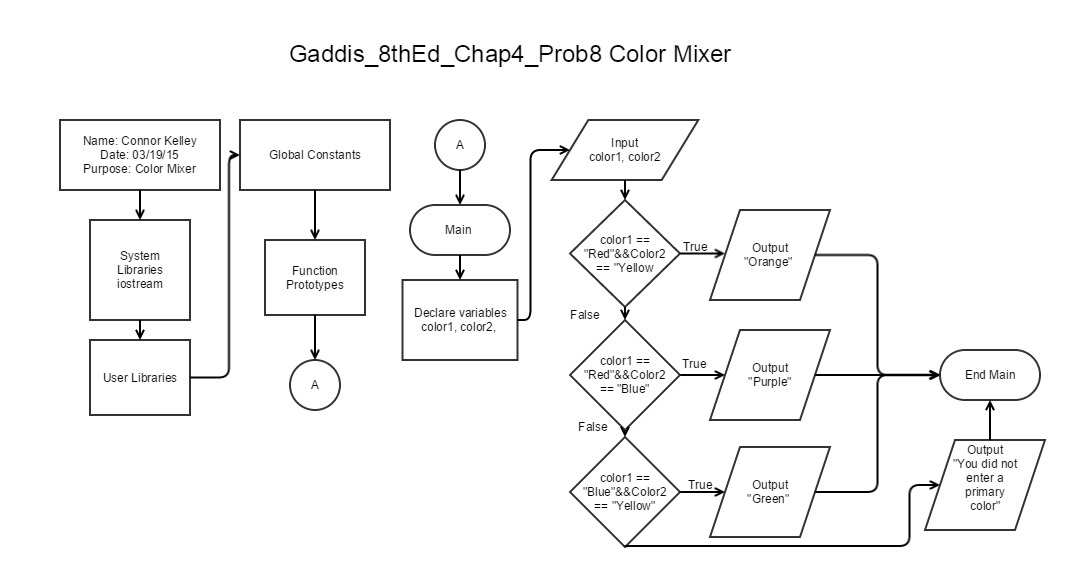 Gaddis_8thEd_Chap4_Prob8 Color Mixer
Name: Connor Kelley
Date: 03/19/15
Purpose: Color Mixer
System
Libraries
iostream
User Libraries
Global Constants
Function
Prototypes
A
A
Main
Declare variables
color1, color2,
Input
color1, color2
color1 ==
"Red"&&Color2
== "Yellow
True
Output
"Orange"
False
color1 ==
"Red"&&Color2
== "Blue"
True
Output
"Purple"
False
color1 ==
"Blue"&&Color2
== "Yellow"
True
Output
"Green"
End Main
Output
"You did not
enter a
primary
color"